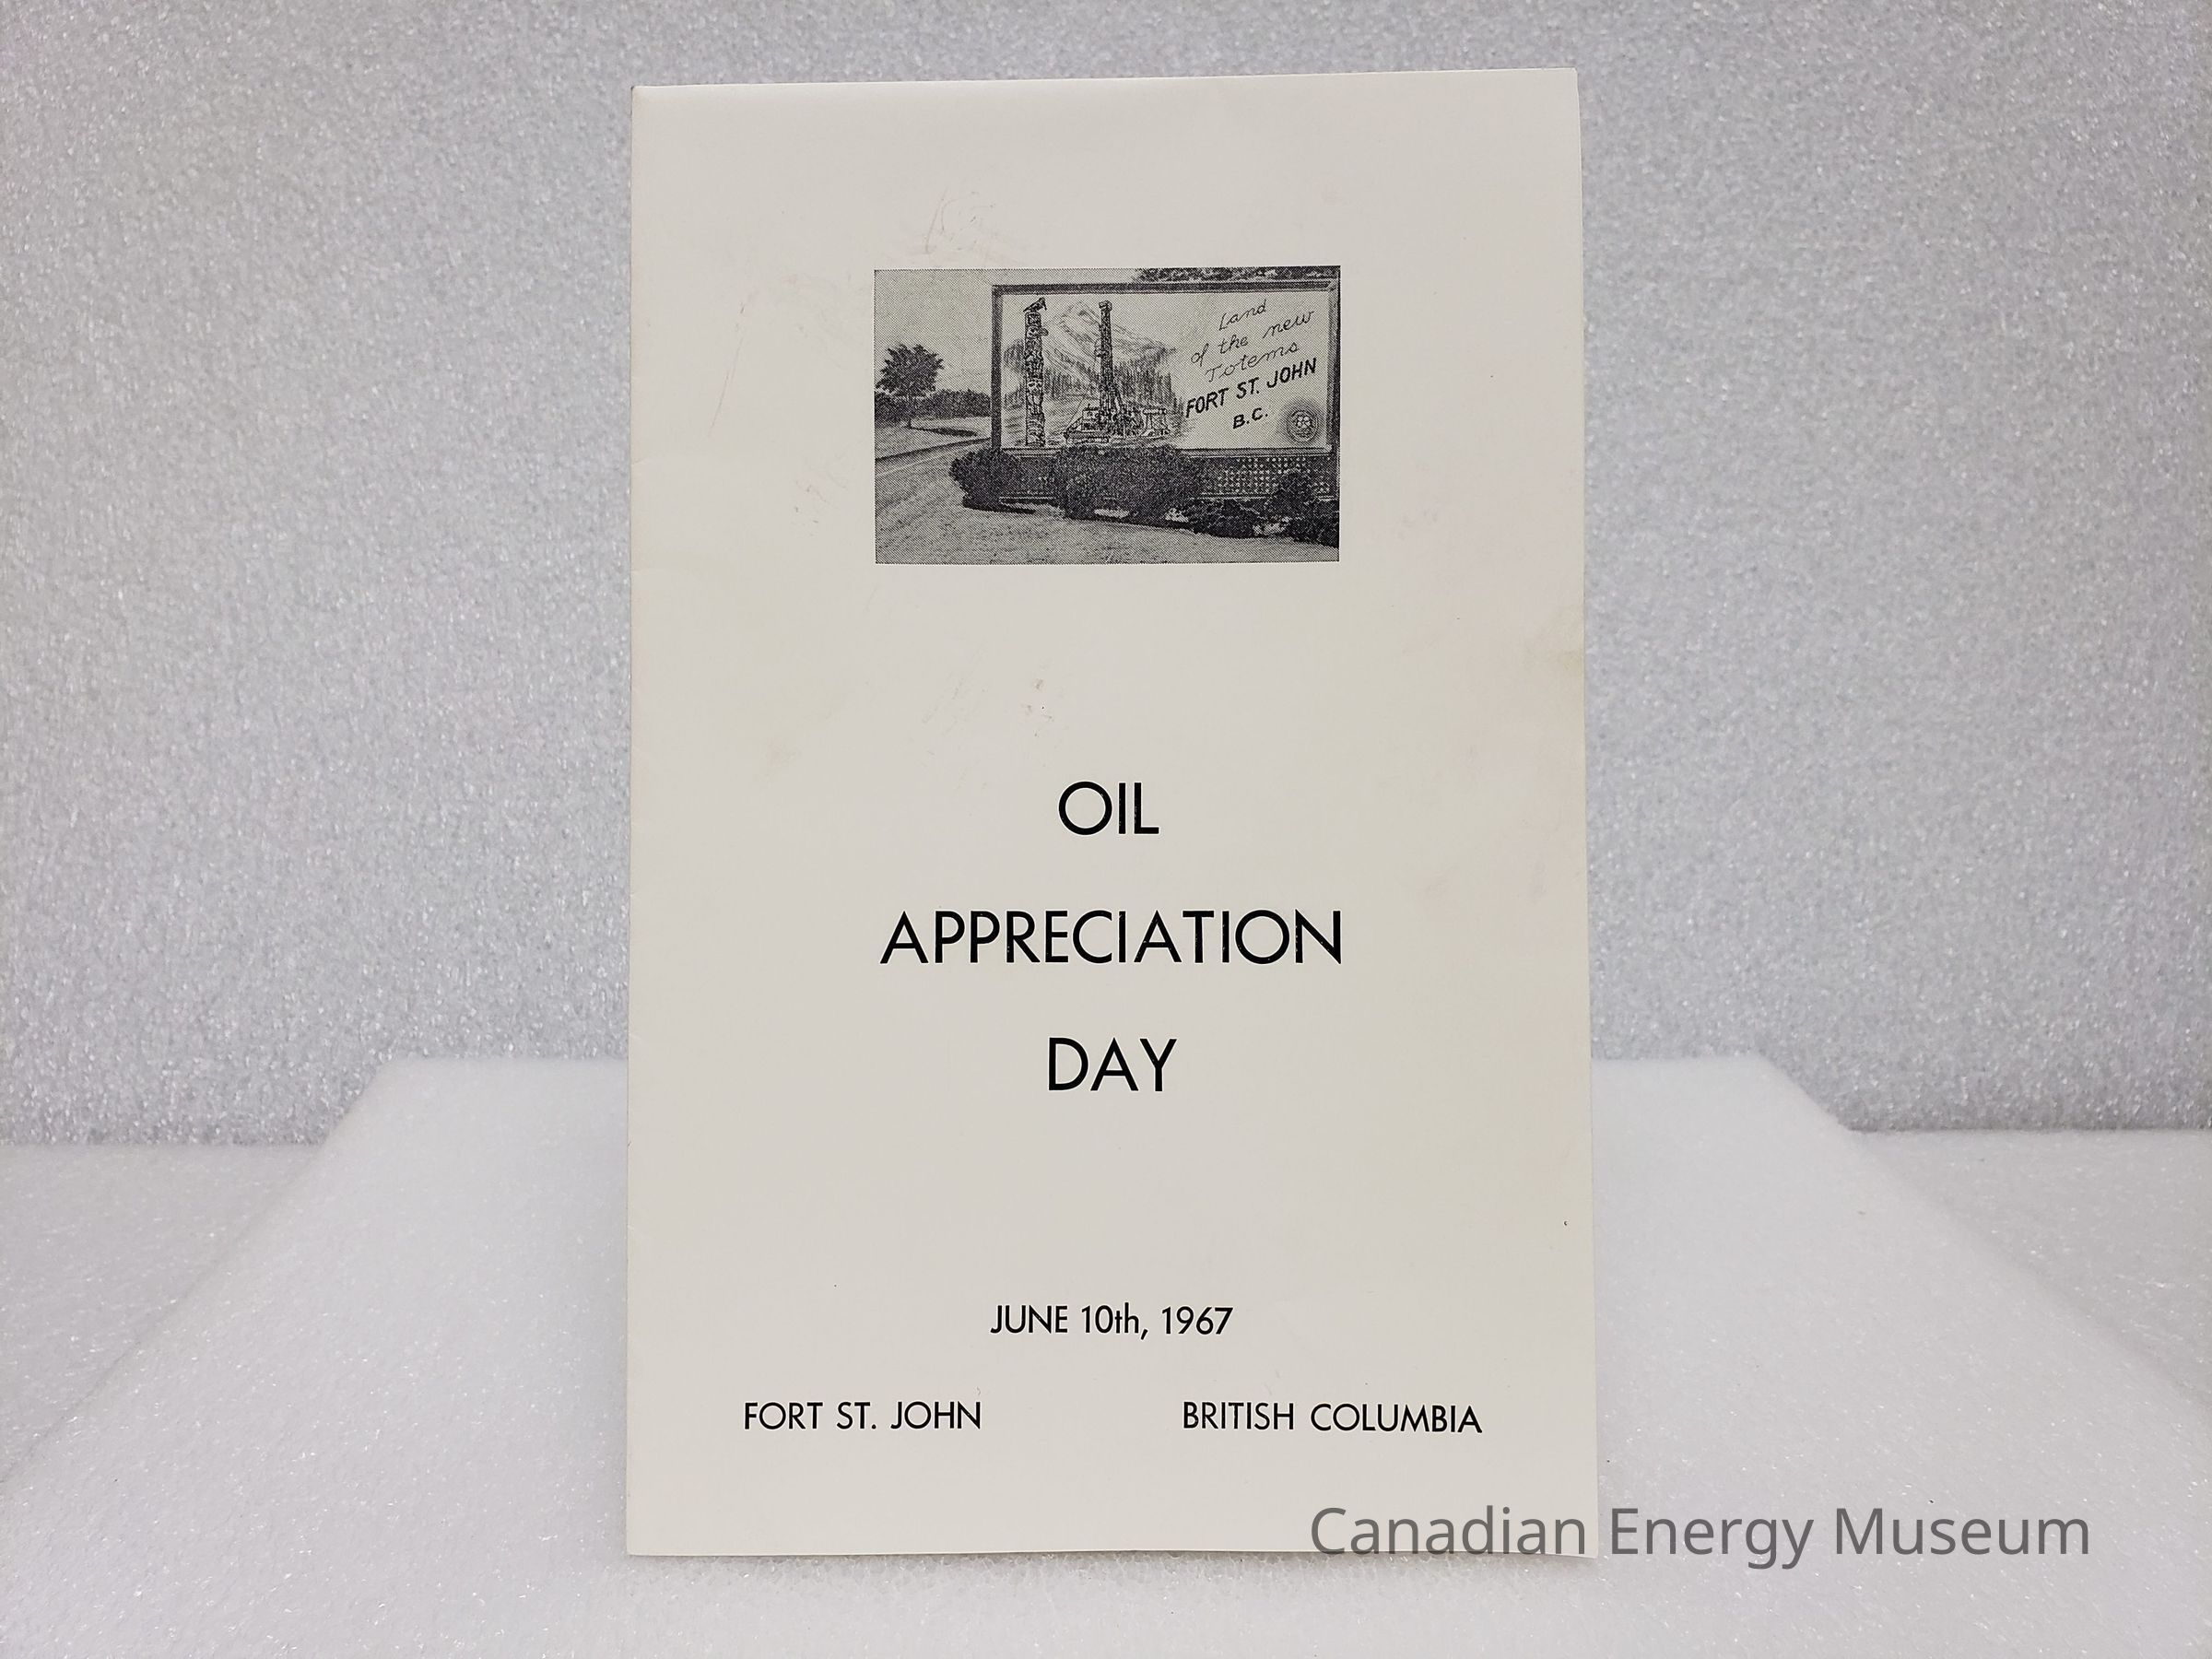 Land
of the new
Totems
FORT ST. JOHN
B.C.
OIL
APPRECIATION
DAY
JUNE 10th, 1967
FORT ST. JOHN BRITISH COLUMBIA
Canadian Energy Museum